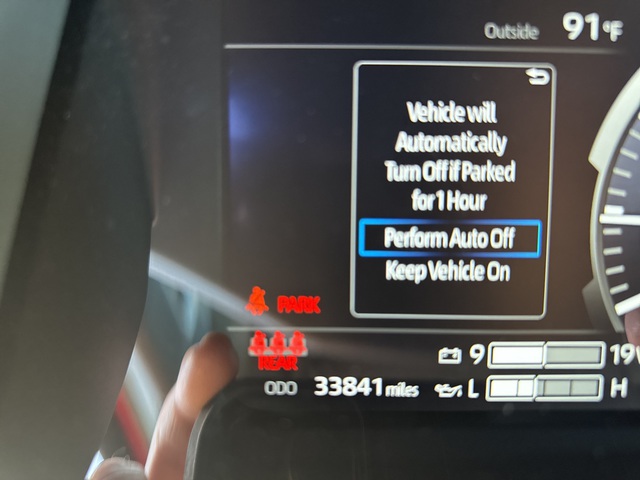 Outside 91°F
Vehicle will
Automatically
Turn Off if Parked
for 1 Hour
Perform Auto Off
Keep Vehicle On
PARK
REAR
9 19
ODO 33841 miles
L H